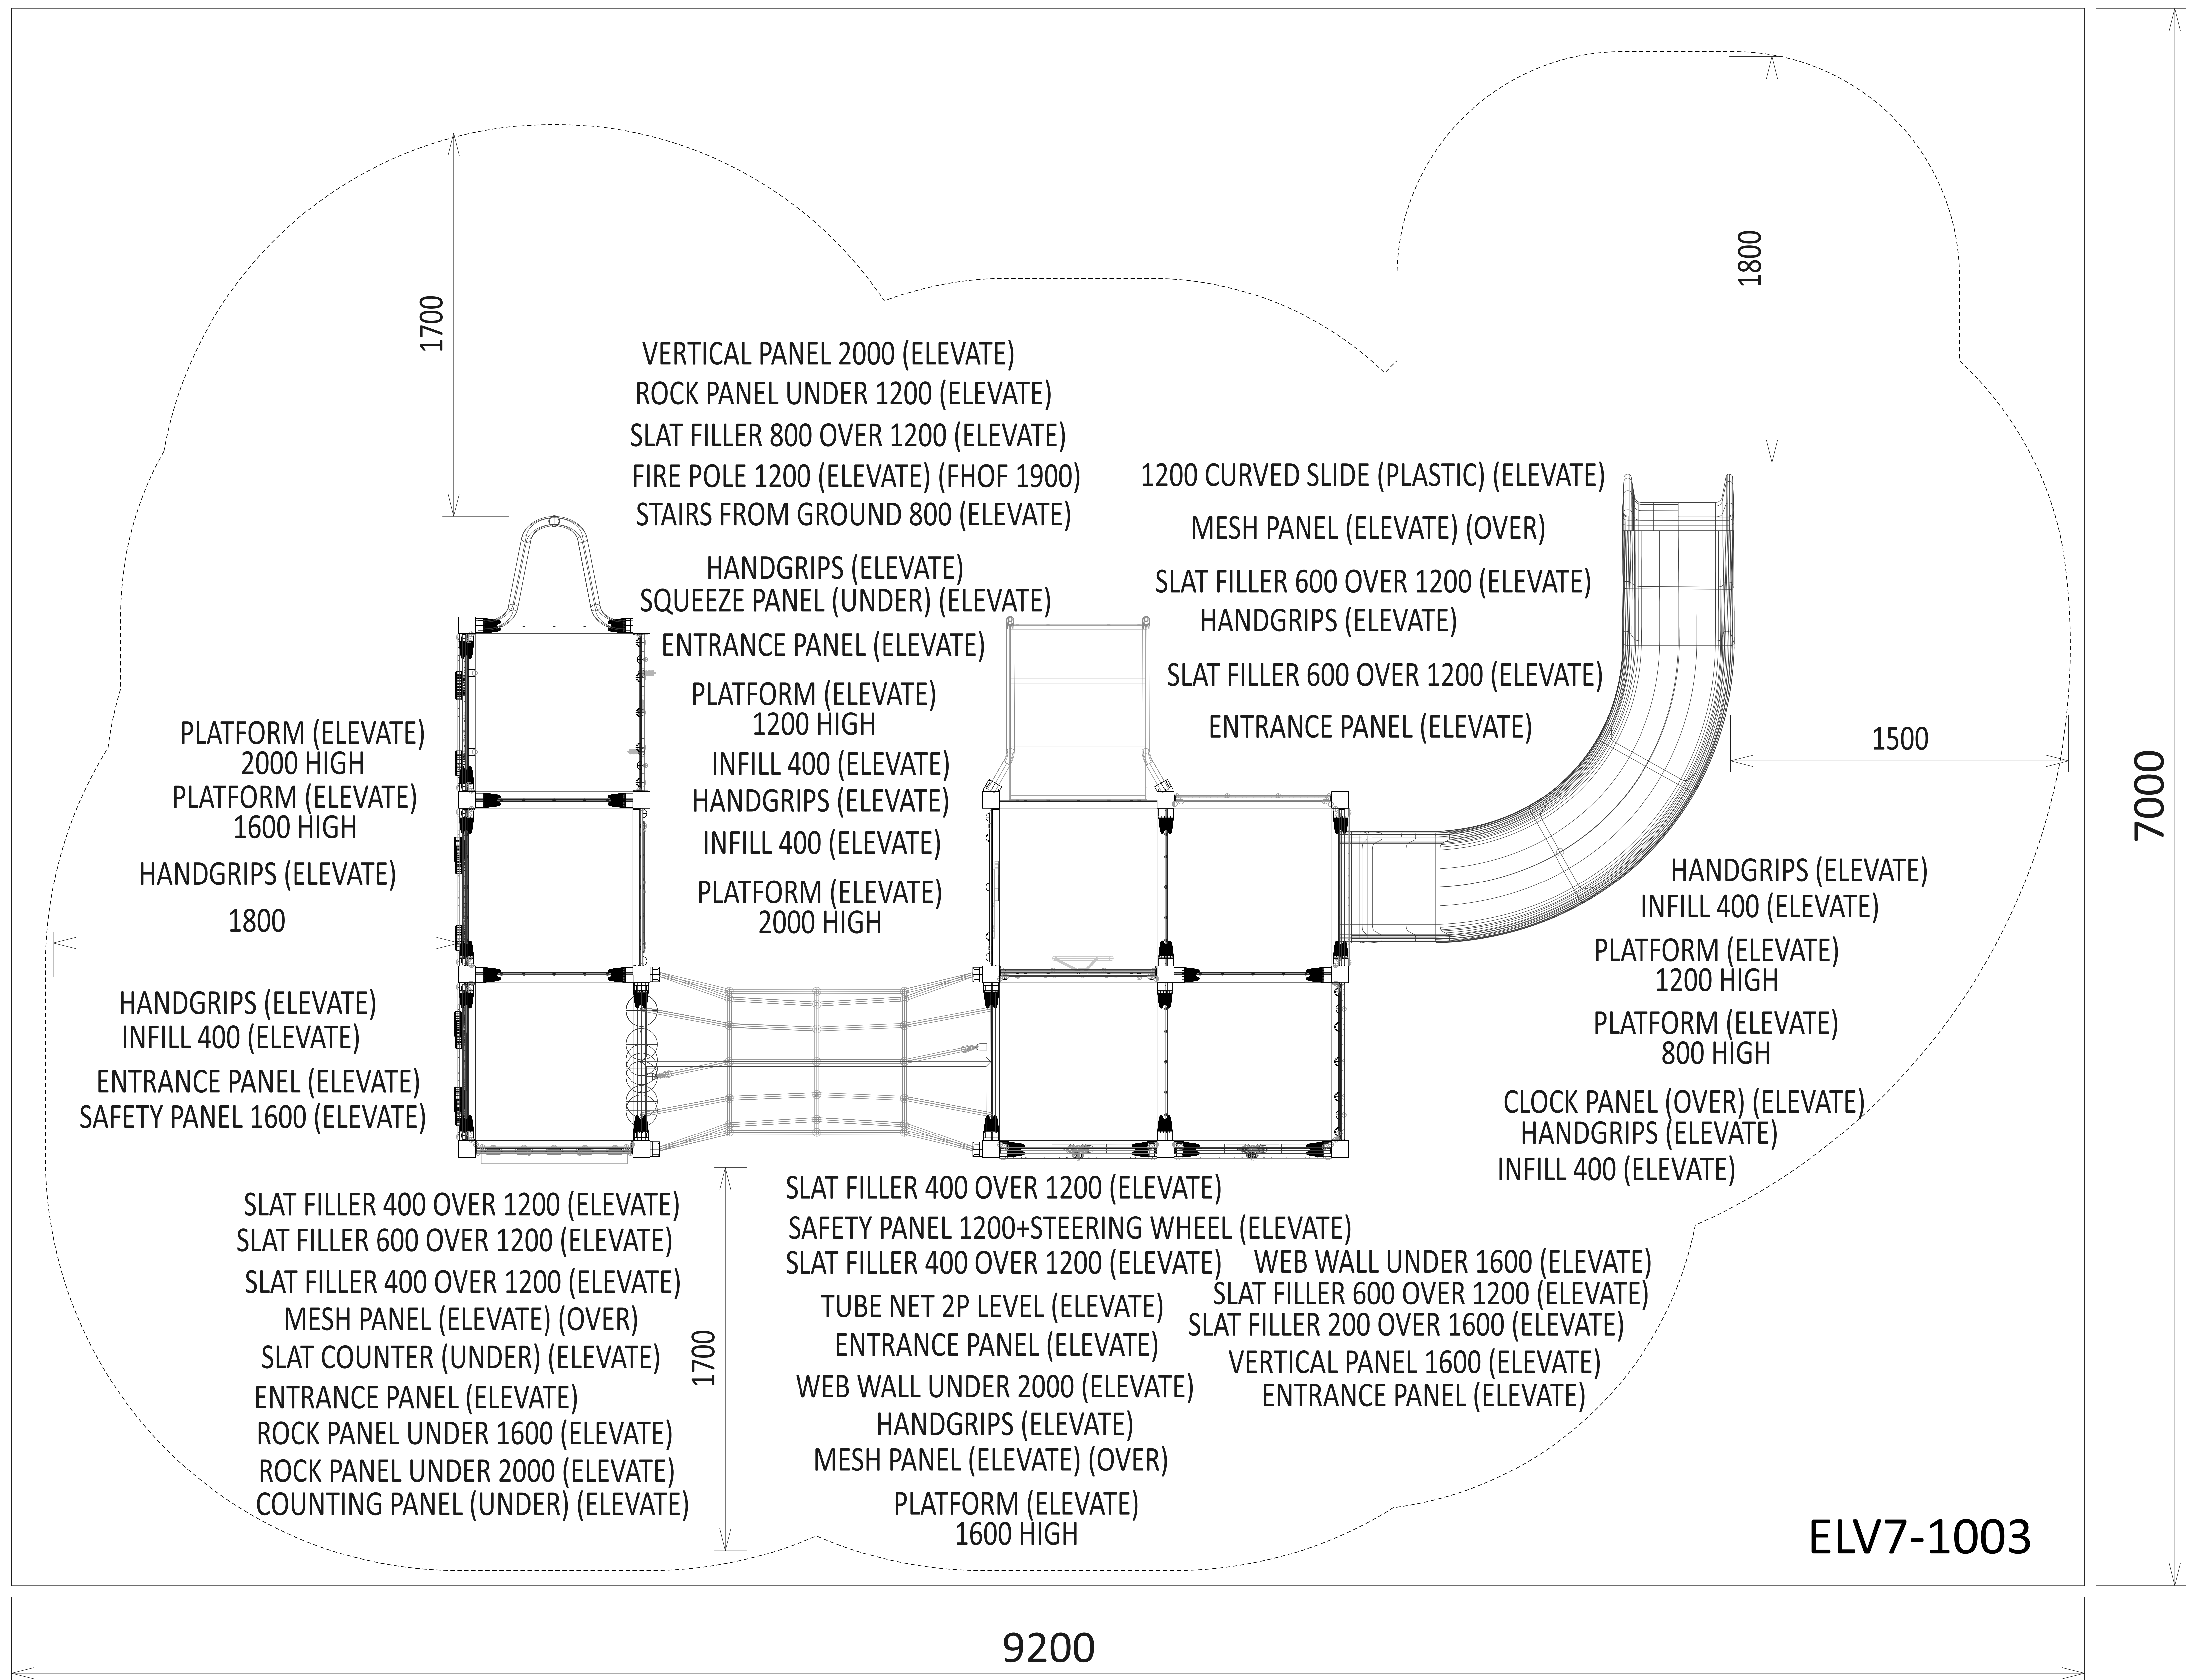 1700
1800
VERTICAL PANEL 2000 (ELEVATE)
ROCK PANEL UNDER 1200 (ELEVATE)
SLAT FILLER 800 OVER 1200 (ELEVATE)
FIRE POLE 1200 (ELEVATE) (FHOF 1900)
STAIRS FROM GROUND 800 (ELEVATE)
HANDGRIPS (ELEVATE)
SQUEEZE PANEL (UNDER) (ELEVATE)
ENTRANCE PANEL (ELEVATE)
PLATFORM (ELEVATE)
1200 HIGH
INFILL 400 (ELEVATE)
HANDGRIPS (ELEVATE)
INFILL 400 (ELEVATE)
PLATFORM (ELEVATE)
2000 HIGH
1200 CURVED SLIDE (PLASTIC) (ELEVATE)
MESH PANEL (ELEVATE) (OVER)
SLAT FILLER 600 OVER 1200 (ELEVATE)
HANDGRIPS (ELEVATE)
SLAT FILLER 600 OVER 1200 (ELEVATE)
ENTRANCE PANEL (ELEVATE)
1500
7000
PLATFORM (ELEVATE)
2000 HIGH
PLATFORM (ELEVATE)
1600 HIGH
HANDGRIPS (ELEVATE)
1800
HANDGRIPS (ELEVATE)
INFILL 400 (ELEVATE)
ENTRANCE PANEL (ELEVATE)
SAFETY PANEL 1600 (ELEVATE)
HANDGRIPS (ELEVATE)
INFILL 400 (ELEVATE)
PLATFORM (ELEVATE)
1200 HIGH
PLATFORM (ELEVATE)
800 HIGH
CLOCK PANEL (OVER) (ELEVATE)
HANDGRIPS (ELEVATE)
INFILL 400 (ELEVATE)
SLAT FILLER 400 OVER 1200 (ELEVATE)
SLAT FILLER 600 OVER 1200 (ELEVATE)
SLAT FILLER 400 OVER 1200 (ELEVATE)
MESH PANEL (ELEVATE) (OVER)
SLAT COUNTER (UNDER) (ELEVATE)
ENTRANCE PANEL (ELEVATE)
ROCK PANEL UNDER 1600 (ELEVATE)
ROCK PANEL UNDER 2000 (ELEVATE)
COUNTING PANEL (UNDER) (ELEVATE)
1700
SLAT FILLER 400 OVER 1200 (ELEVATE)
SAFETY PANEL 1200+STEERING WHEEL (ELEVATE)
SLAT FILLER 400 OVER 1200 (ELEVATE)
TUBE NET 2P LEVEL (ELEVATE)
ENTRANCE PANEL (ELEVATE)
WEB WALL UNDER 2000 (ELEVATE)
HANDGRIPS (ELEVATE)
MESH PANEL (ELEVATE) (OVER)
PLATFORM (ELEVATE)
1600 HIGH
WEB WALL UNDER 1600 (ELEVATE)
SLAT FILLER 600 OVER 1200 (ELEVATE)
SLAT FILLER 200 OVER 1600 (ELEVATE)
VERTICAL PANEL 1600 (ELEVATE)
ENTRANCE PANEL (ELEVATE)
ELV7-1003
9200